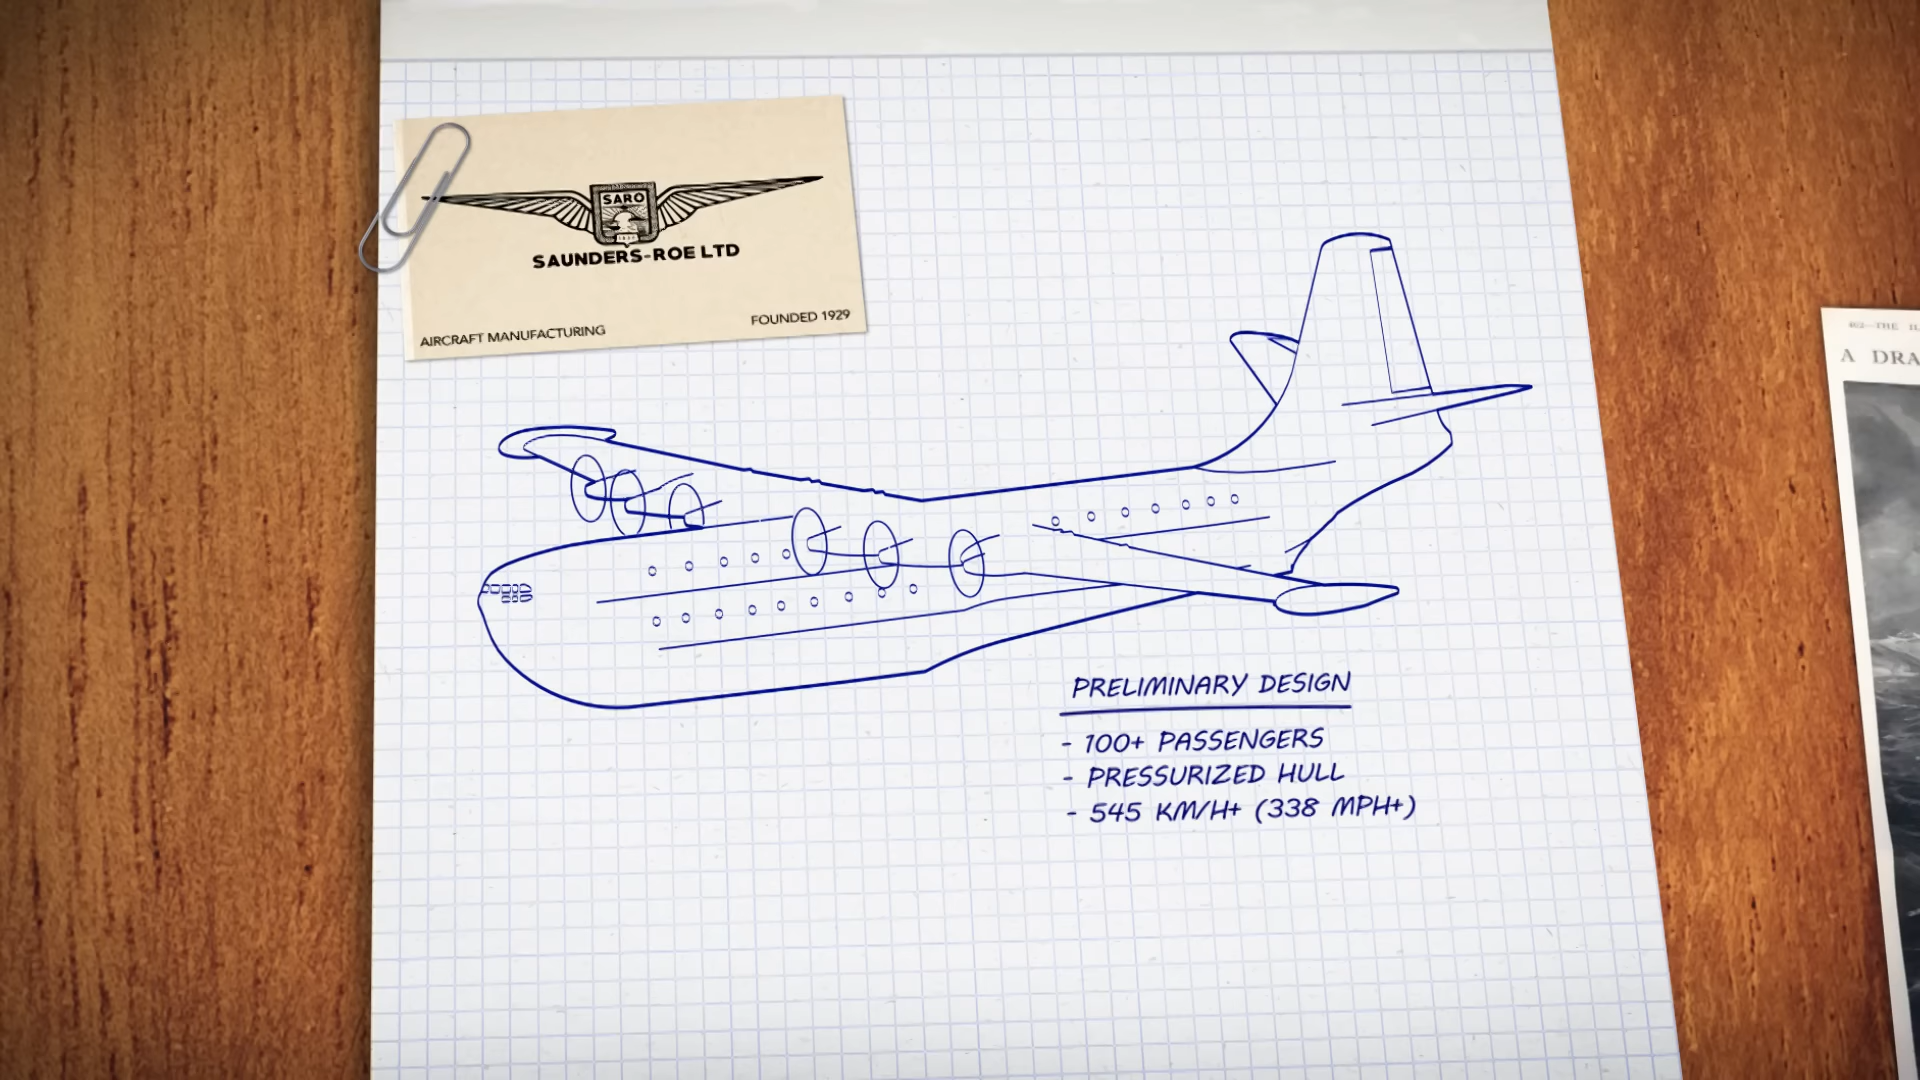 SARO
SAUNDERS-ROE LTD
AIRCRAFT MANUFACTURING
FOUNDED 1929
PRELIMINARY DESIGN
- 100+ PASSENGERS
- PRESSURIZED HULL
- 545 KM/H+ (338 MPH+)
A DRA